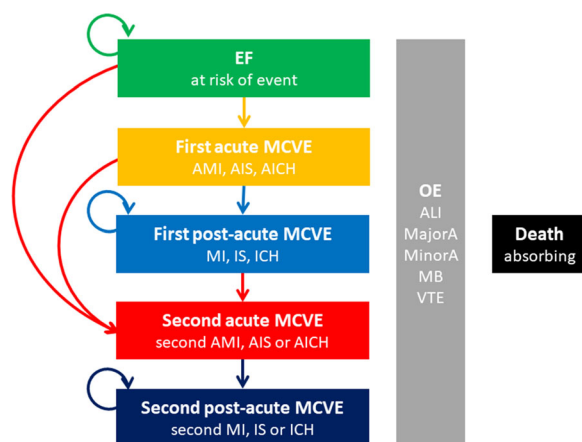 EF
at risk of event
First acute MCVE
AMI, AIS, AICH
First post-acute MCVE
MI, IS, ICH
Second acute MCVE
second AMI, AIS or AICH
Second post-acute MCVE
second MI, IS or ICH
OE
ALI
MajorA
MinorA
MB
VTE
Death
absorbing